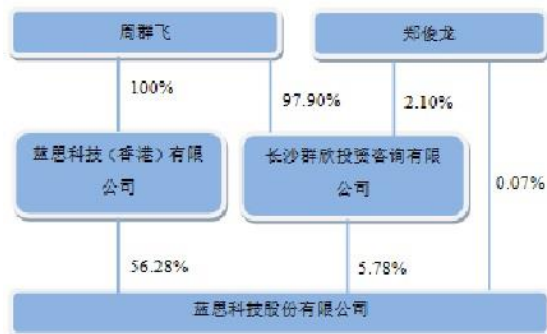 周群飞
郑俊龙
100%
97.90%
2.10%
蓝思科技（香港）有限
公司
长沙群欣投资咨询有限
公司
0.07%
56.28%
5.78%
蓝思科技股份有限公司